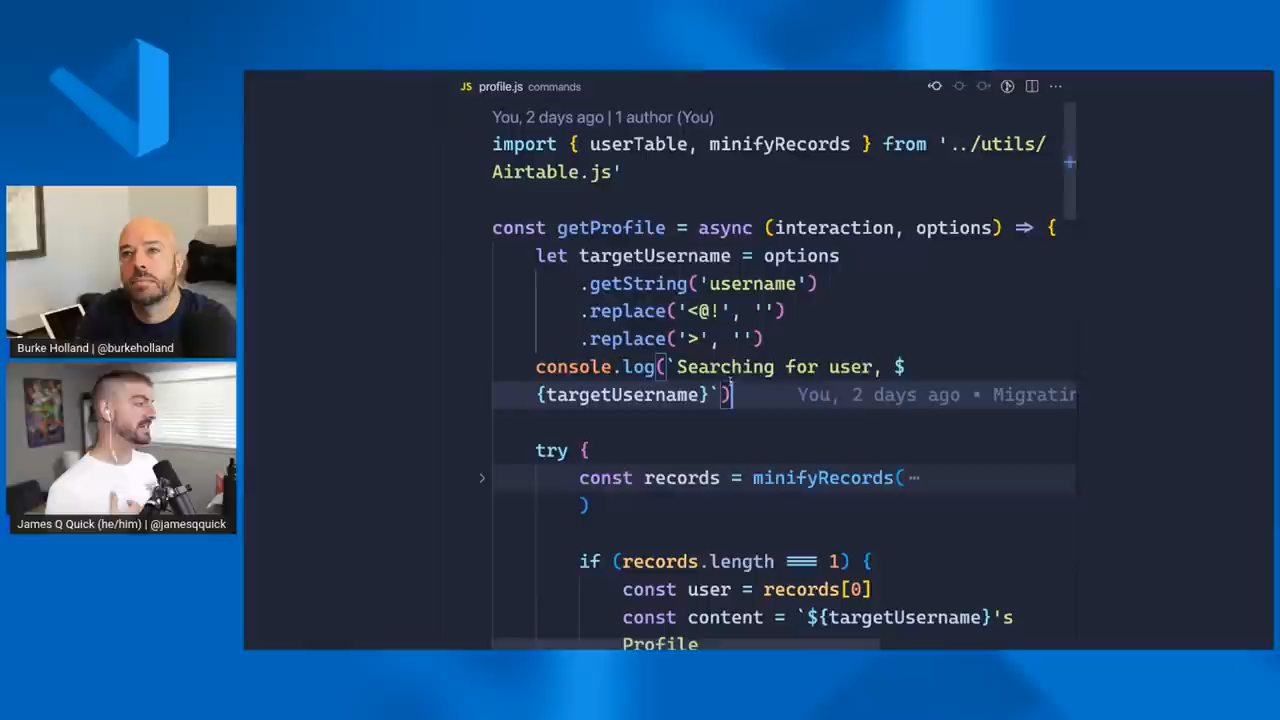 JS profile.js commands
You, 2 days ago | 1 author (You)
import { userTable, minifyRecords } from '../utils/
Airtable.js'
const getProfile = async (interaction, options) => {
let targetUsername = options
.getString('username')
.replace('<@!', '')
.replace('>', '')
console.log(`Searching for user, $
{targetUsername}`) You, 2 days ago • Migratin
try {
const records = minifyRecords( ⋯
)
if (records.length === 1) {
const user = records[0]
const content = `${targetUsername}'s
Profile
Burke Holland | @burkeholland
James Q Quick (he/him) | @jamesqquick